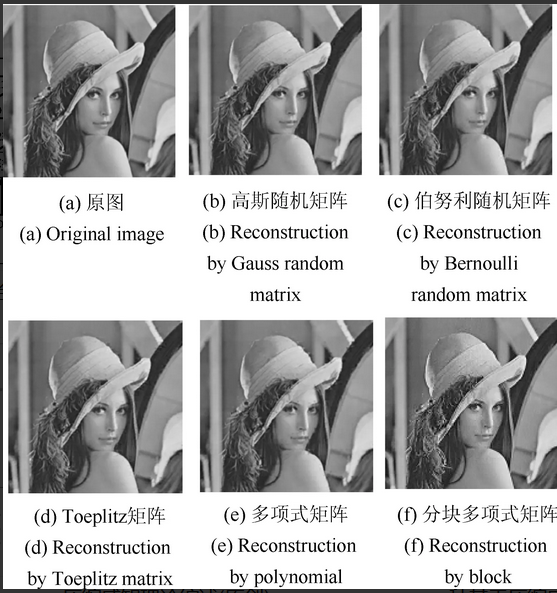 (a) 原图
(a) Original image
(b) 高斯随机矩阵
(b) Reconstruction
by Gauss random
matrix
(c) 伯努利随机矩阵
(c) Reconstruction
by Bernoulli
random matrix
(d) Toeplitz矩阵
(d) Reconstruction
by Toeplitz matrix
(e) 多项式矩阵
(e) Reconstruction
by polynomial
(f) 分块多项式矩阵
(f) Reconstruction
by block